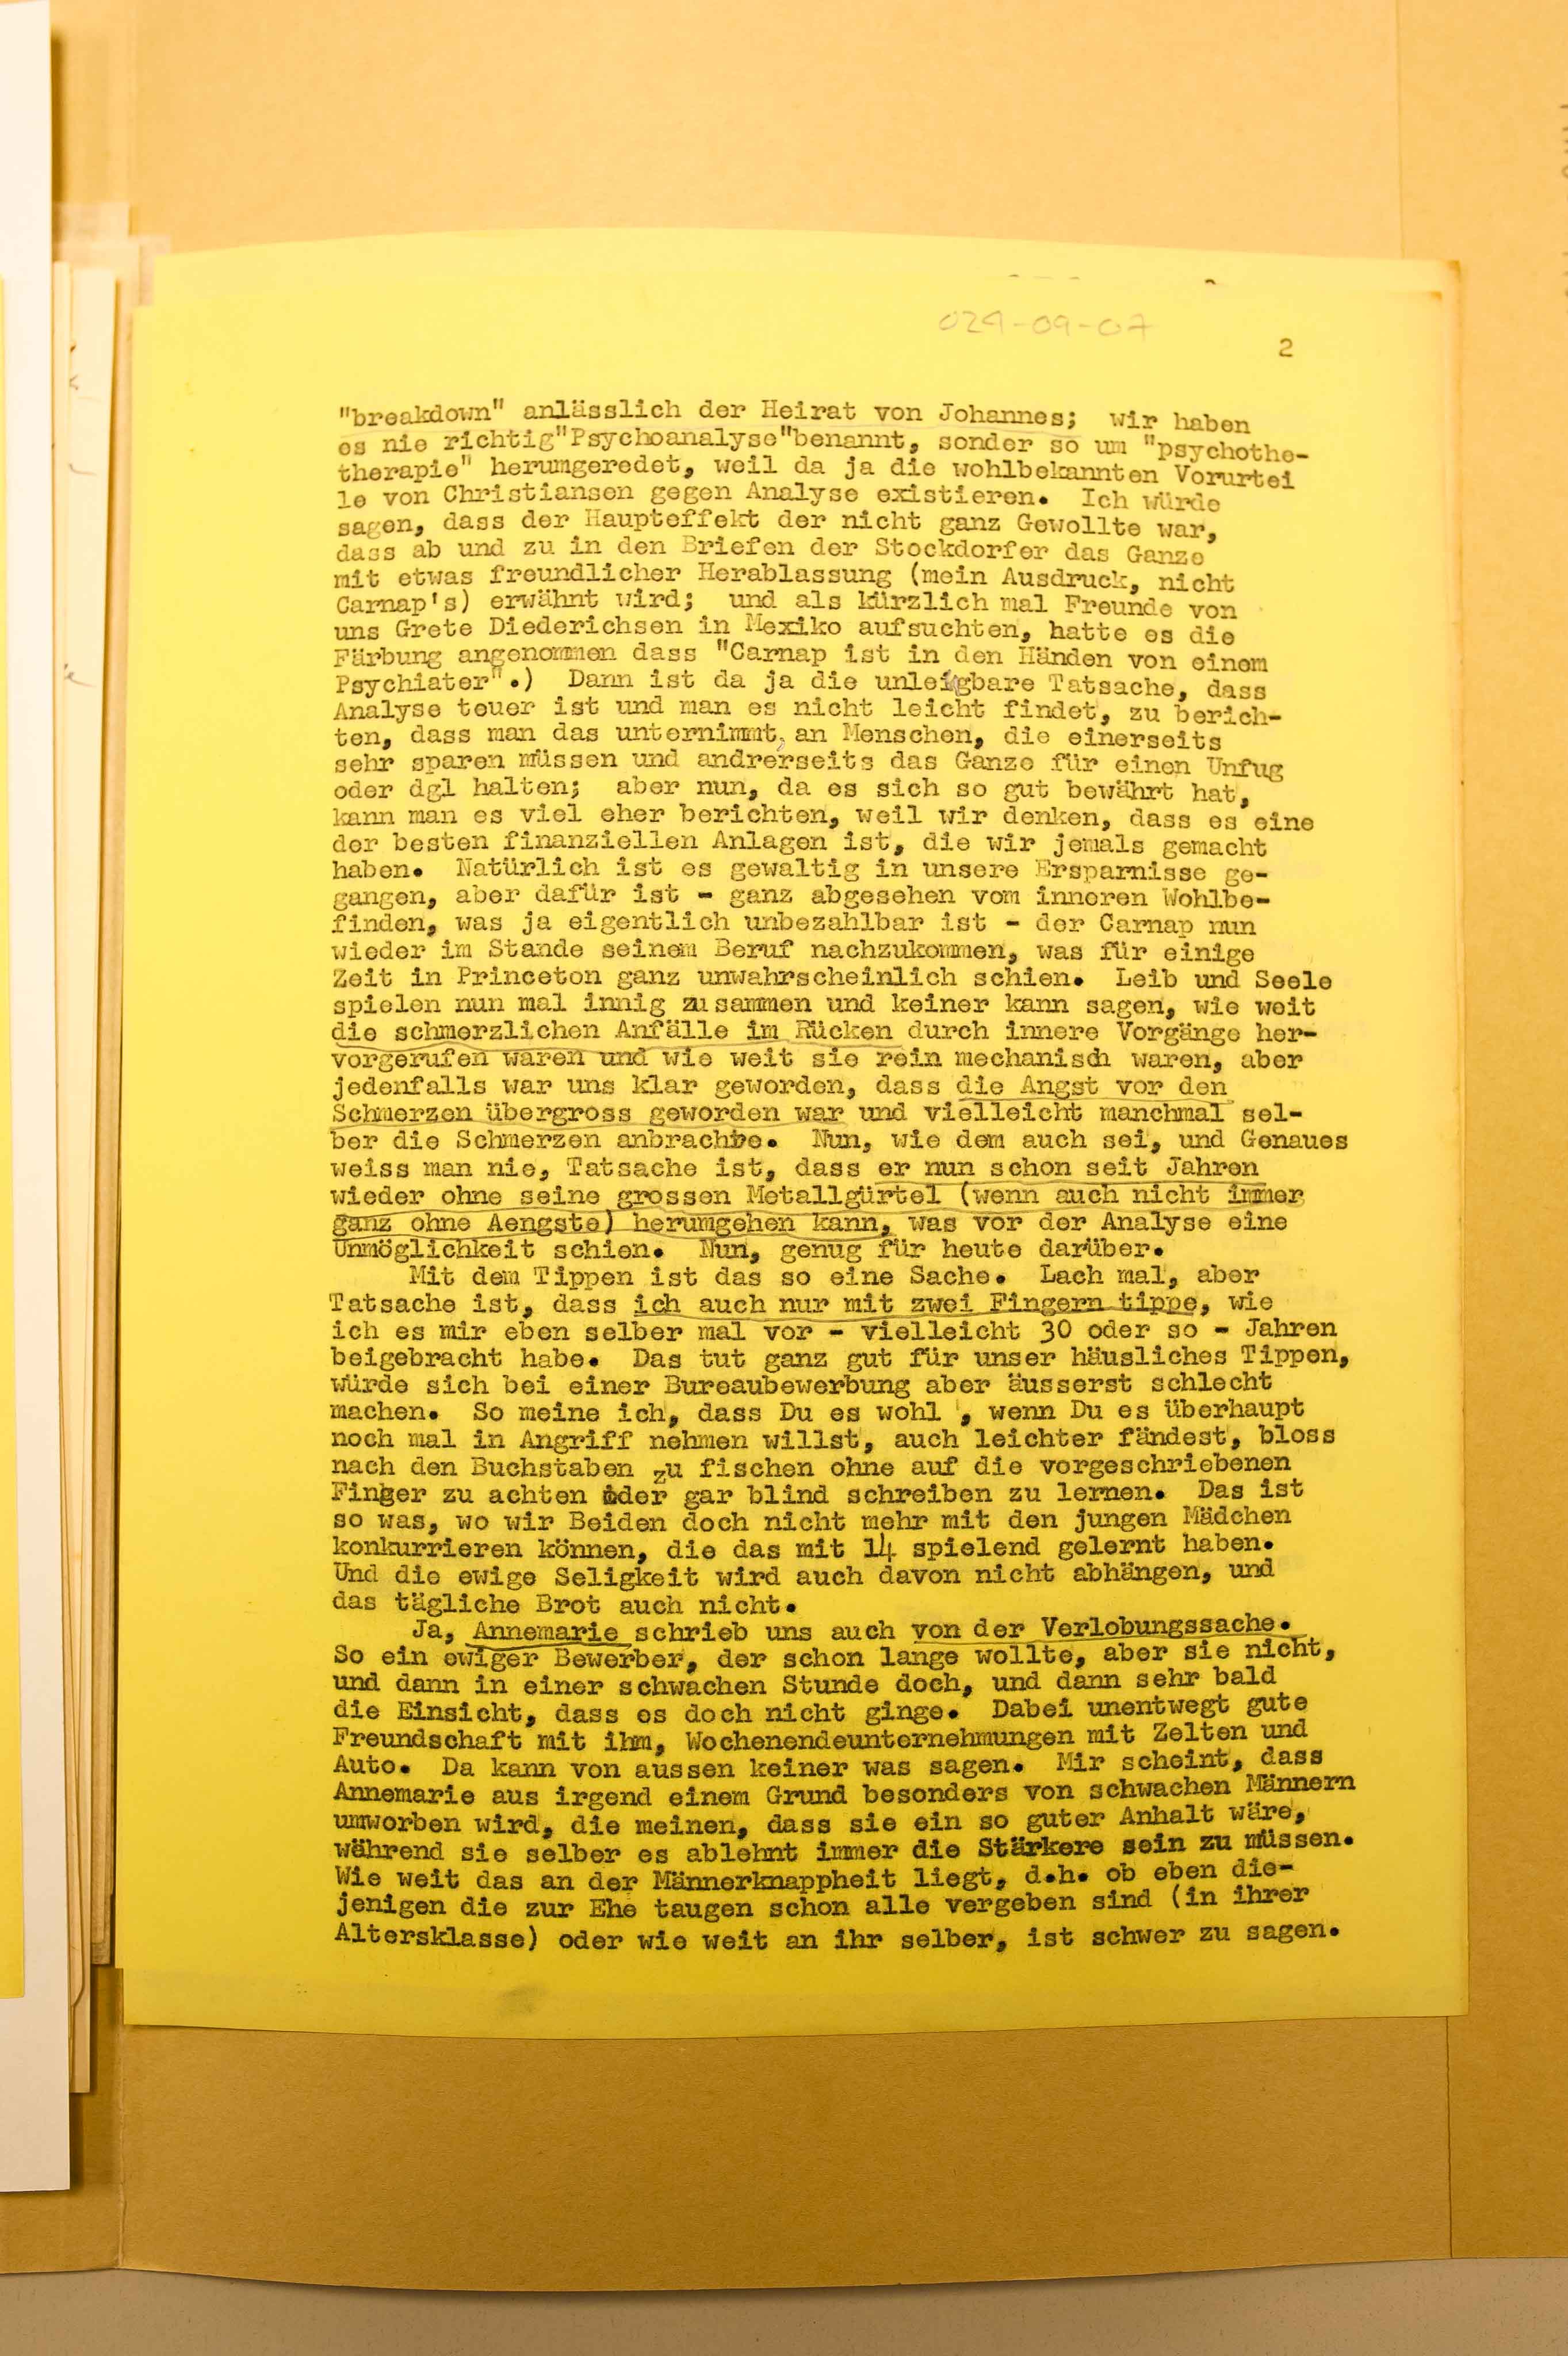 029-09-07
2
"breakdown" anlässlich der Heirat von Johannes; wir haben
es nie richtig"Psychoanalyse"benannt, sonder so um "psychothe-
therapie" herumgeredet, weil da ja die wohlbekannten Vorurtei
le von Christiansen gegen Analyse existieren. Ich würde
sagen, dass der Haupteffekt der nicht ganz Gewollte war,
dass ab und zu in den Briefen der Stockdorfer das Ganze
mit etwas freundlicher Herablassung (mein Ausdruck, nicht
Carnap's) erwähnt wird; und als kürzlich mal Freunde von
uns Grete Diederichsen in Mexiko aufsuchten, hatte es die
Färbung angenommen dass "Carnap ist in den Händen von einem
Psychiater".) Dann ist da ja die unleugbare Tatsache, dass
Analyse teuer ist und man es nicht leicht findet, zu berich-
ten, dass man das unternimmt, an Menschen, die einerseits
sehr sparen müssen und andrerseits das Ganze für einen Unfug
oder dgl halten; aber nun, da es sich so gut bewährt hat,
kann man es viel eher berichten, weil wir denken, dass es eine
der besten finanziellen Anlagen ist, die wir jemals gemacht
haben. Natürlich ist es gewaltig in unsere Ersparnisse ge-
gangen, aber dafür ist - ganz abgesehen vom inneren Wohlbe-
finden, was ja eigentlich unbezahlbar ist - der Carnap nun
wieder im Stande seinem Beruf nachzukommen, was für einige
Zeit in Princeton ganz unwahrscheinlich schien. Leib und Seele
spielen nun mal innig zusammen und keiner kann sagen, wie weit
die schmerzlichen Anfälle im Rücken durch innere Vorgänge her-
vorgerufen waren und wie weit sie rein mechanisch waren, aber
jedenfalls war uns klar geworden, dass die Angst vor den
Schmerzen übergross geworden war und vielleicht manchmal sel-
ber die Schmerzen anbrachte. Nun, wie dem auch sei, und Genaues
weiss man nie, Tatsache ist, dass er nun schon seit Jahren
wieder ohne seine grossen Metallgürtel (wenn auch nicht immer
ganz ohne Aengste) herumgehen kann, was vor der Analyse eine
Unmöglichkeit schien. Nun, genug für heute darüber.
Mit dem Tippen ist das so eine Sache. Lach mal, aber
Tatsache ist, dass ich auch nur mit zwei Fingern tippe, wie
ich es mir eben selber mal vor - vielleicht 30 oder so - Jahren
beigebracht habe. Das tut ganz gut für unser häusliches Tippen,
würde sich bei einer Bureaubewerbung aber äusserst schlecht
machen. So meine ich, dass Du es wohl , wenn Du es überhaupt
noch mal in Angriff nehmen willst, auch leichter fändest, bloss
nach den Buchstaben zu fischen ohne auf die vorgeschriebenen
Finger zu achten oder gar blind schreiben zu lernen. Das ist
so was, wo wir Beiden doch nicht mehr mit den jungen Mädchen
konkurrieren können, die das mit 14 spielend gelernt haben.
Und die ewige Seligkeit wird auch davon nicht abhängen, und
das tägliche Brot auch nicht.
Ja, Annemarie schrieb uns auch von der Verlobungssache.
So ein ewiger Bewerber, der schon lange wollte, aber sie nicht,
und dann in einer schwachen Stunde doch, und dann sehr bald
die Einsicht, dass es doch nicht ginge. Dabei unentwegt gute
Freundschaft mit ihm, Wochenendeunternehmungen mit Zelten und
Auto. Da kann von aussen keiner was sagen. Mir scheint, dass
Annemarie aus irgend einem Grund besonders von schwachen Männern
umworben wird, die meinen, dass sie ein so guter Anhalt wäre,
während sie selber es ablehnt immer die Stärkere sein zu müssen.
Wie weit das an der Männerknappheit liegt, d.h. ob eben die-
jenigen die zur Ehe taugen schon alle vergeben sind (in ihrer
Altersklasse) oder wie weit an ihr selber, ist schwer zu sagen.